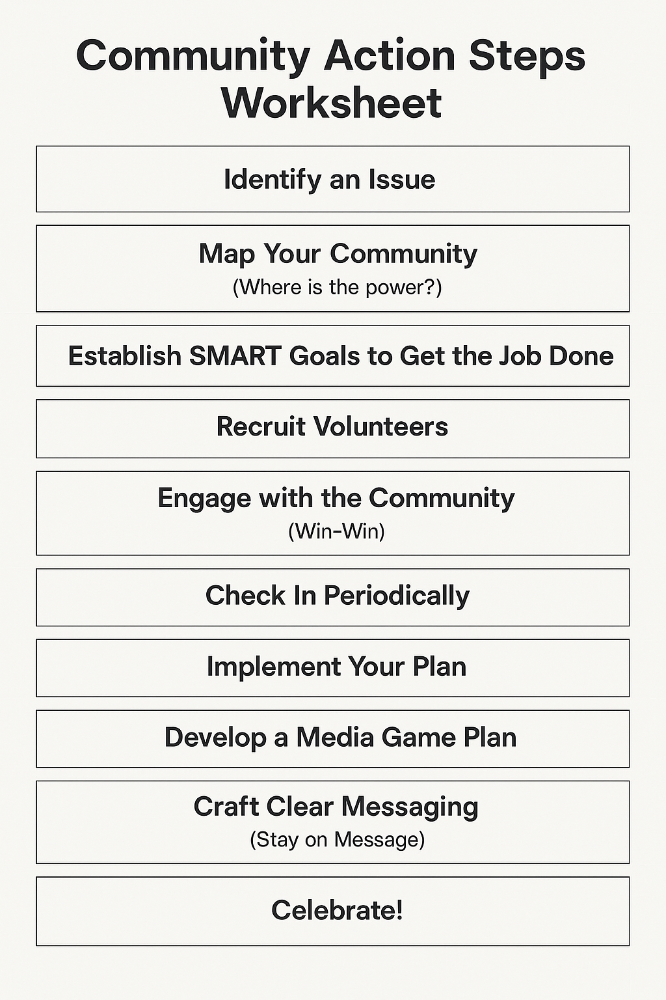 Community Action Steps
Worksheet
Identify an Issue
Map Your Community
(Where is the power?)
Establish SMART Goals to Get the Job Done
Recruit Volunteers
Engage with the Community
(Win-Win)
Check In Periodically
Implement Your Plan
Develop a Media Game Plan
Craft Clear Messaging
(Stay on Message)
Celebrate!